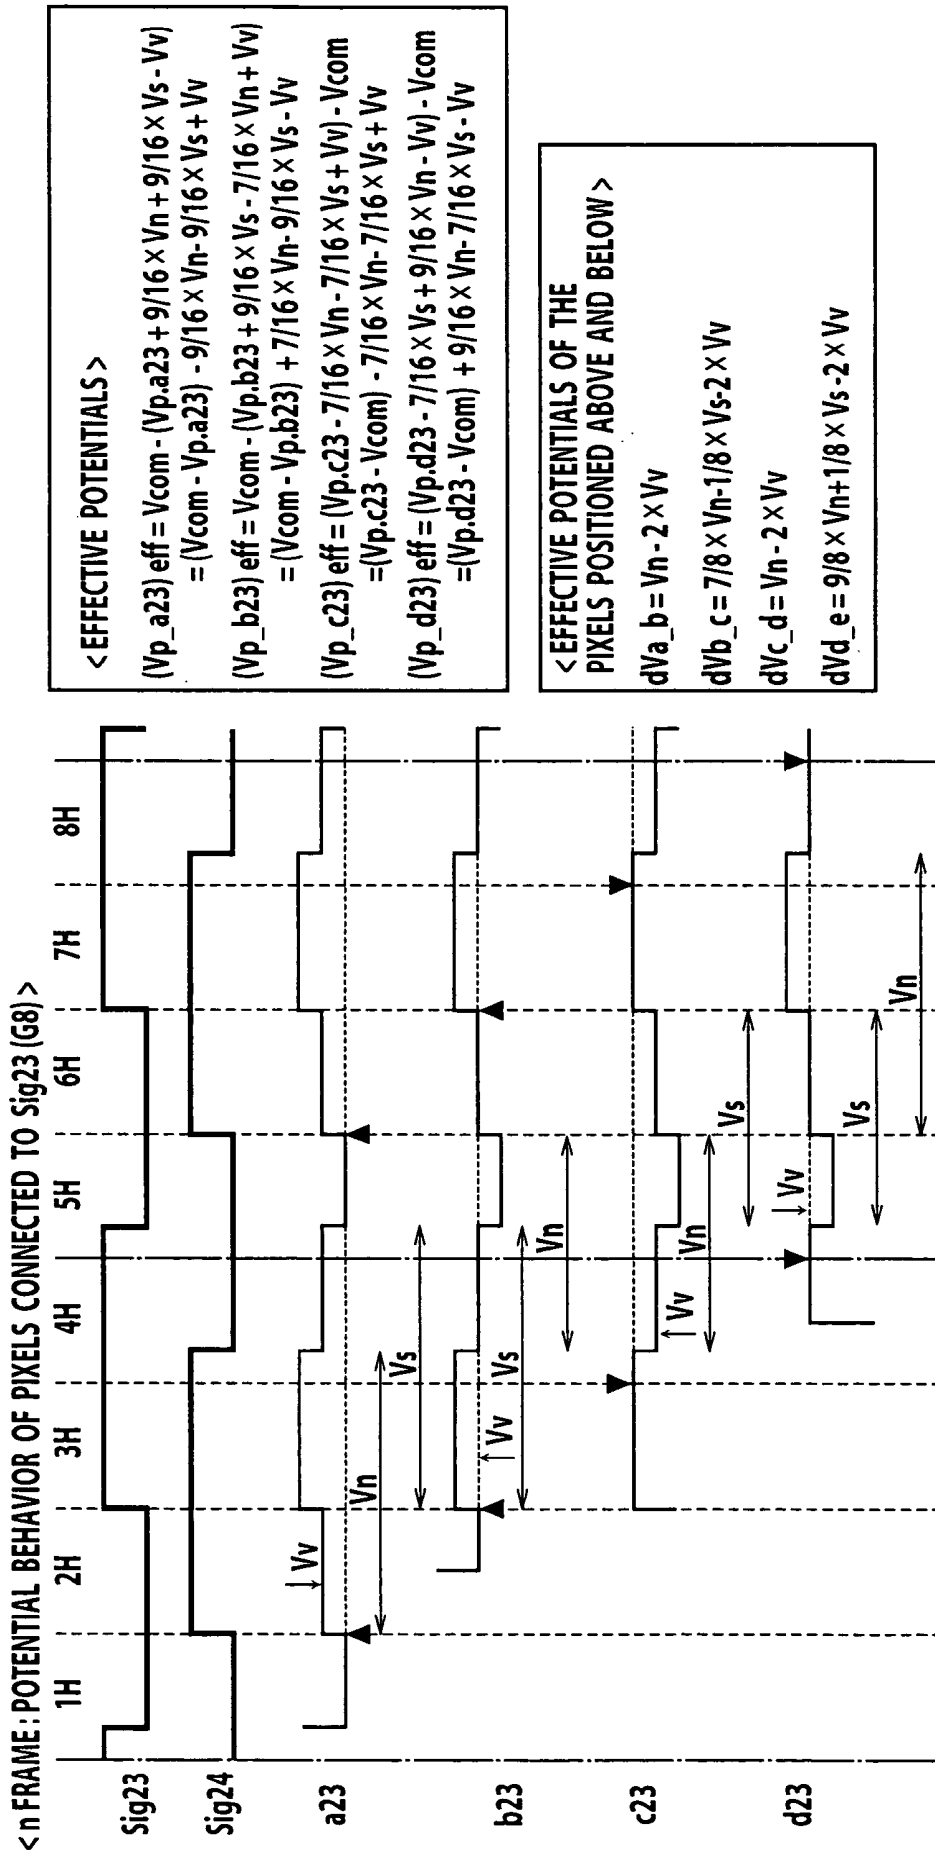 <n FRAME: POTENTIAL BEHAVIOR OF PIXELS CONNECTED TO Sig23 (G8)>
1H 2H 3H 4H 5H 6H 7H 8H
Sig23
Sig24
a23
Vv
Vn
Vs
b23
Vv
Vs
Vn
c23
Vv
Vn
Vs
d23
Vv
Vs
Vn
<EFFECTIVE POTENTIALS>
(Vp_a23) eff = Vcom - (Vp.a23 + 9/16 × Vn + 9/16 × Vs - Vv)
= (Vcom - Vp.a23) - 9/16 × Vn - 9/16 × Vs + Vv
(Vp_b23) eff = Vcom - (Vp.b23 + 9/16 × Vs - 7/16 × Vn + Vv)
= (Vcom - Vp.b23) + 7/16 × Vn - 9/16 × Vs - Vv
(Vp_c23) eff = (Vp.c23 - 7/16 × Vn - 7/16 × Vs + Vv) - Vcom
=(Vp.c23 - Vcom) - 7/16 × Vn - 7/16 × Vs + Vv
(Vp_d23) eff = (Vp.d23 - 7/16 × Vs + 9/16 × Vn - Vv) - Vcom
=(Vp.d23 - Vcom) + 9/16 × Vn - 7/16 × Vs - Vv
<EFFECTIVE POTENTIALS OF THE
PIXELS POSITIONED ABOVE AND BELOW>
dVa_b = Vn - 2 × Vv
dVb_c = 7/8 × Vn-1/8 × Vs-2 × Vv
dVc_d = Vn - 2 × Vv
dVd_e = 9/8 × Vn+1/8 × Vs-2 × Vv